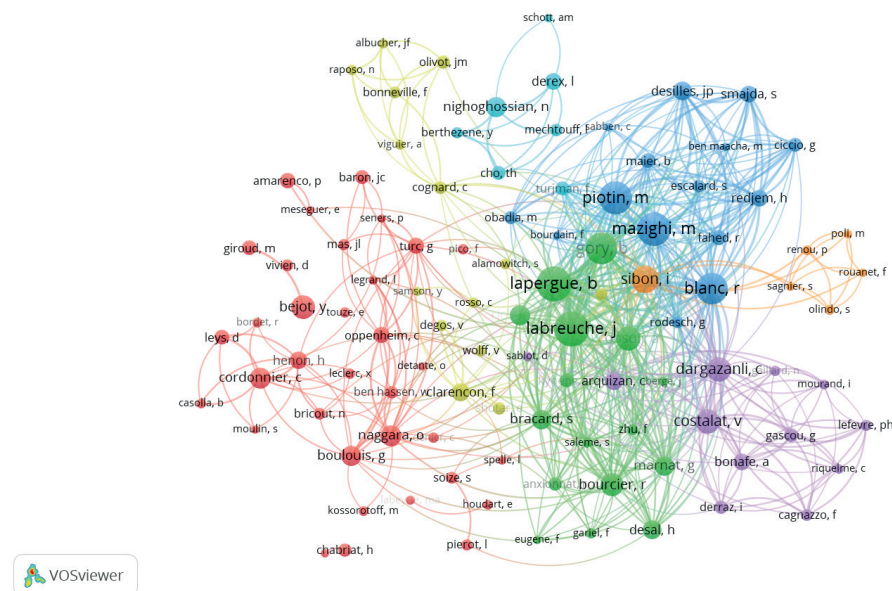 schott, am
albucher, jf
olivot, jm
raposo, n
derex, l
bonneville, f
desilles, jp
smajda, s
nighoghossian, n
berthezene, y
mechtouff, l
sabben, c
viguier, a
ben maacha, m
ciccio, g
maier, b
cho, th
amarenco, p
baron, jc
cognard, c
turjman, f
escalard, s
piotin, m
redjem, h
meseguer, e
seners, p
obadia, m
mazighi, m
poli, m
giroud, m
mas, jl
turc, g
pico, f
bourdain, f
fahed, r
gory, b
renou, p
vivien, d
alamowitch, s
rouanet, f
legrand, l
lapergue, b
sibon, i
blanc, r
sagnier, s
samson, y
rosso, c
bejot, y
touze, e
olindo, s
bordet, r
degos, v
labreuche, j
rodesch, g
leys, d
oppenheim, c
wolff, v
sablot, d
henon, h
detante, o
dargazanli, c
cordonnier, c
leclerc, x
arquizan, c
mourand, i
ben hassen, w
clarencon, f
casolla, b
bricout, n
bracard, s
costalat, v
lefevre, ph
moulin, s
naggara, o
zhu, f
gascou, g
saleme, s
boulouis, g
spelle, l
marnat, g
bonafe, a
riquelme, c
soize, s
anxionnat,
bourcier, r
houdart, e
derraz, i
kossorotoff, m
cagnazzo, f
desal, h
eugene, f
gariel, f
chabriat, h
pierot, l
VOSviewer